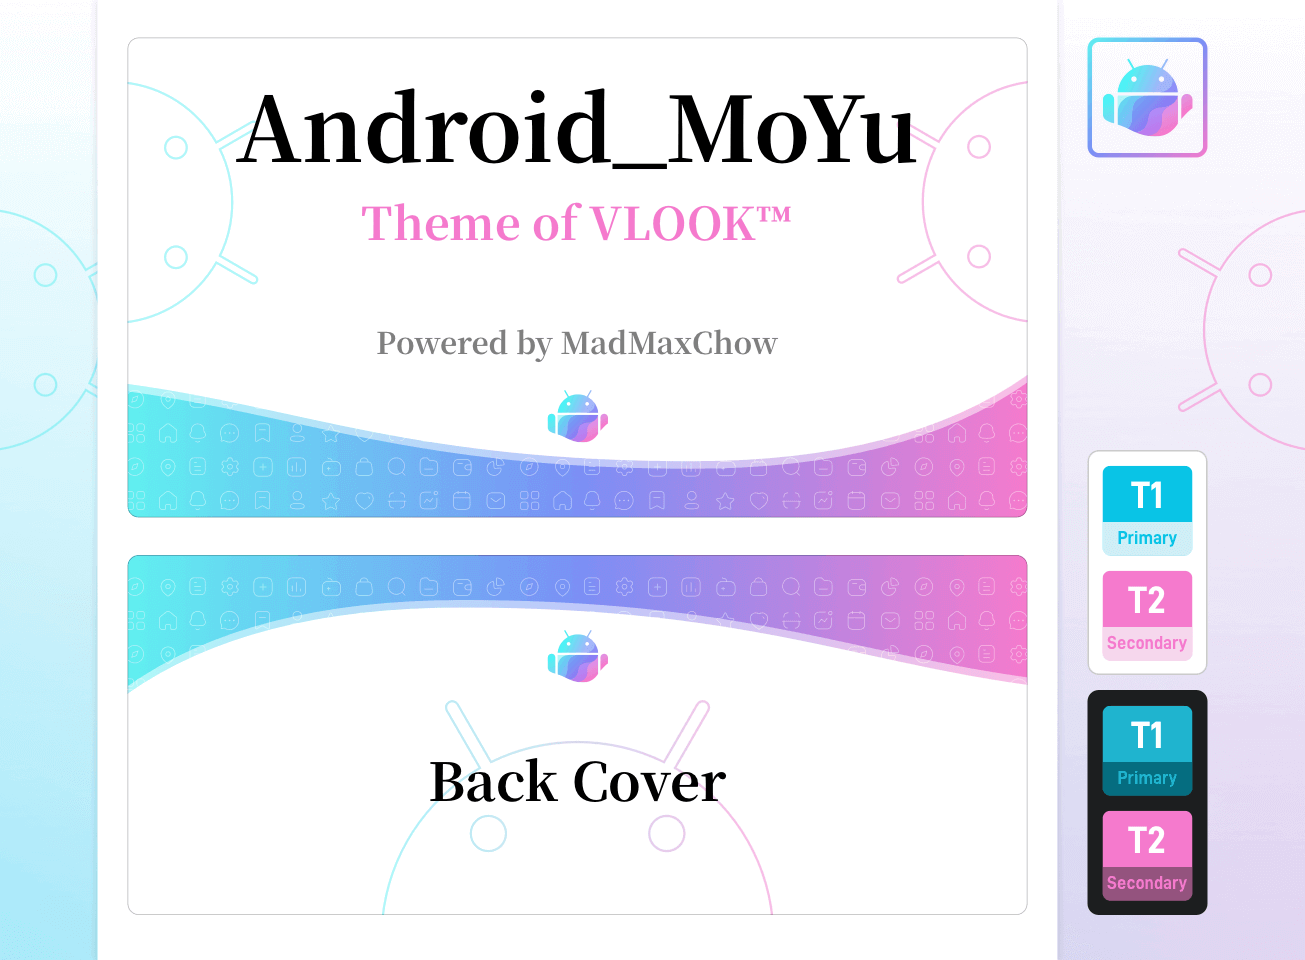 Android_MoYu
Theme of VLOOK™
Powered by MadMaxChow
Back Cover
T1
Primary
T2
Secondary
T1
Primary
T2
Secondary